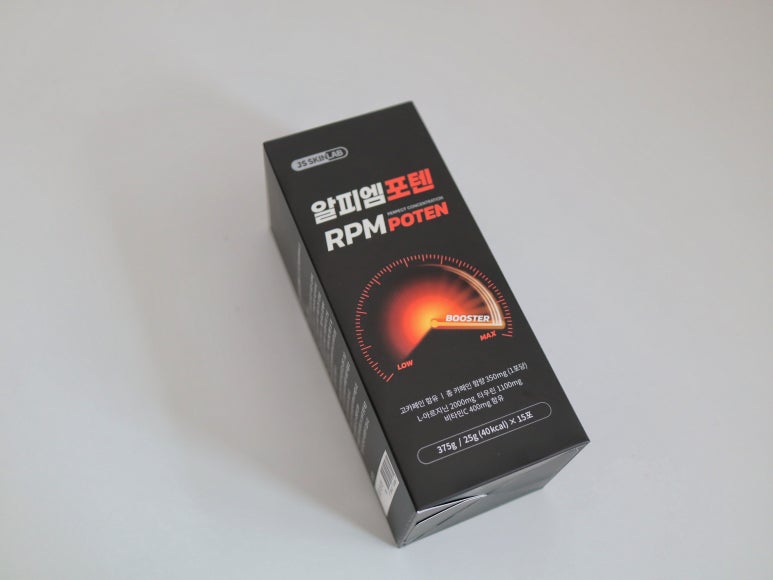 JS SKINLAB
알피엠포텐
PERFECT CONCENTRATION
RPM POTEN
BOOSTER
LOW
MAX
고카페인 함유 | 총 카페인 함량 350mg (1포당)
L-아르지닌 2000mg 타우린 1100mg
비타민C 400mg 함유
375g / 25g (40kcal) × 15포